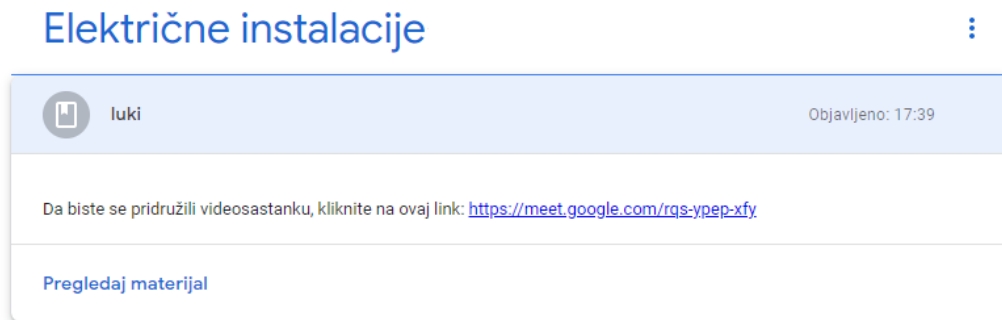 Električne instalacije
luki
Objavljeno: 17:39
Da biste se pridružili videosastanku, kliknite na ovaj link: https://meet.google.com/rqs-ypep-xfy
Pregledaj materijal